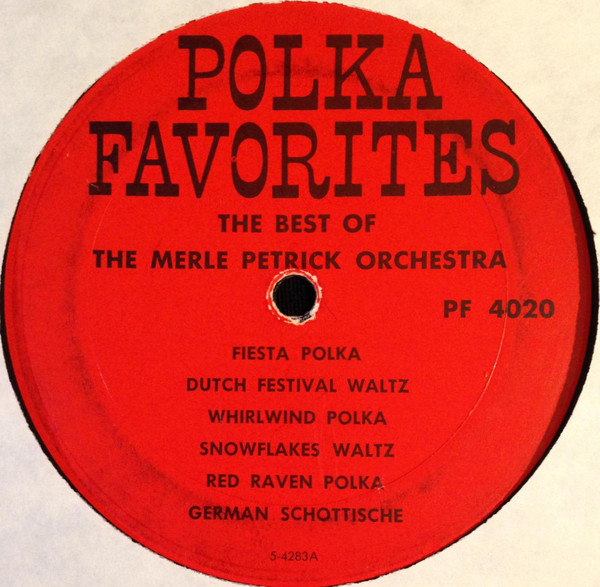 POLKA
FAVORITES
THE BEST OF
THE MERLE PETRICK ORCHESTRA
PF 4020
FIESTA POLKA
DUTCH FESTIVAL WALTZ
WHIRLWIND POLKA
SNOWFLAKES WALTZ
RED RAVEN POLKA
GERMAN SCHOTTISCHE
5-4283A